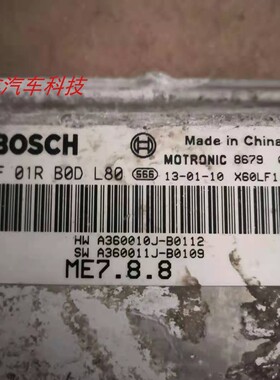 汽车科技
BOSCH
Made in China
MOTRONIC 8679
01R B0D L80 666 13-01-10 X60LF1
HW A360010J-B0112
SW A360011J-B0109
ME7.8.8